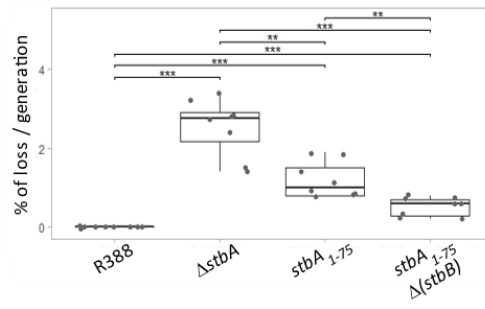 **
***
**
***
***
***
% of loss / generation
4
2
0
R388
ΔstbA
stbA 1-75
stbA 1-75
Δ(stbB)